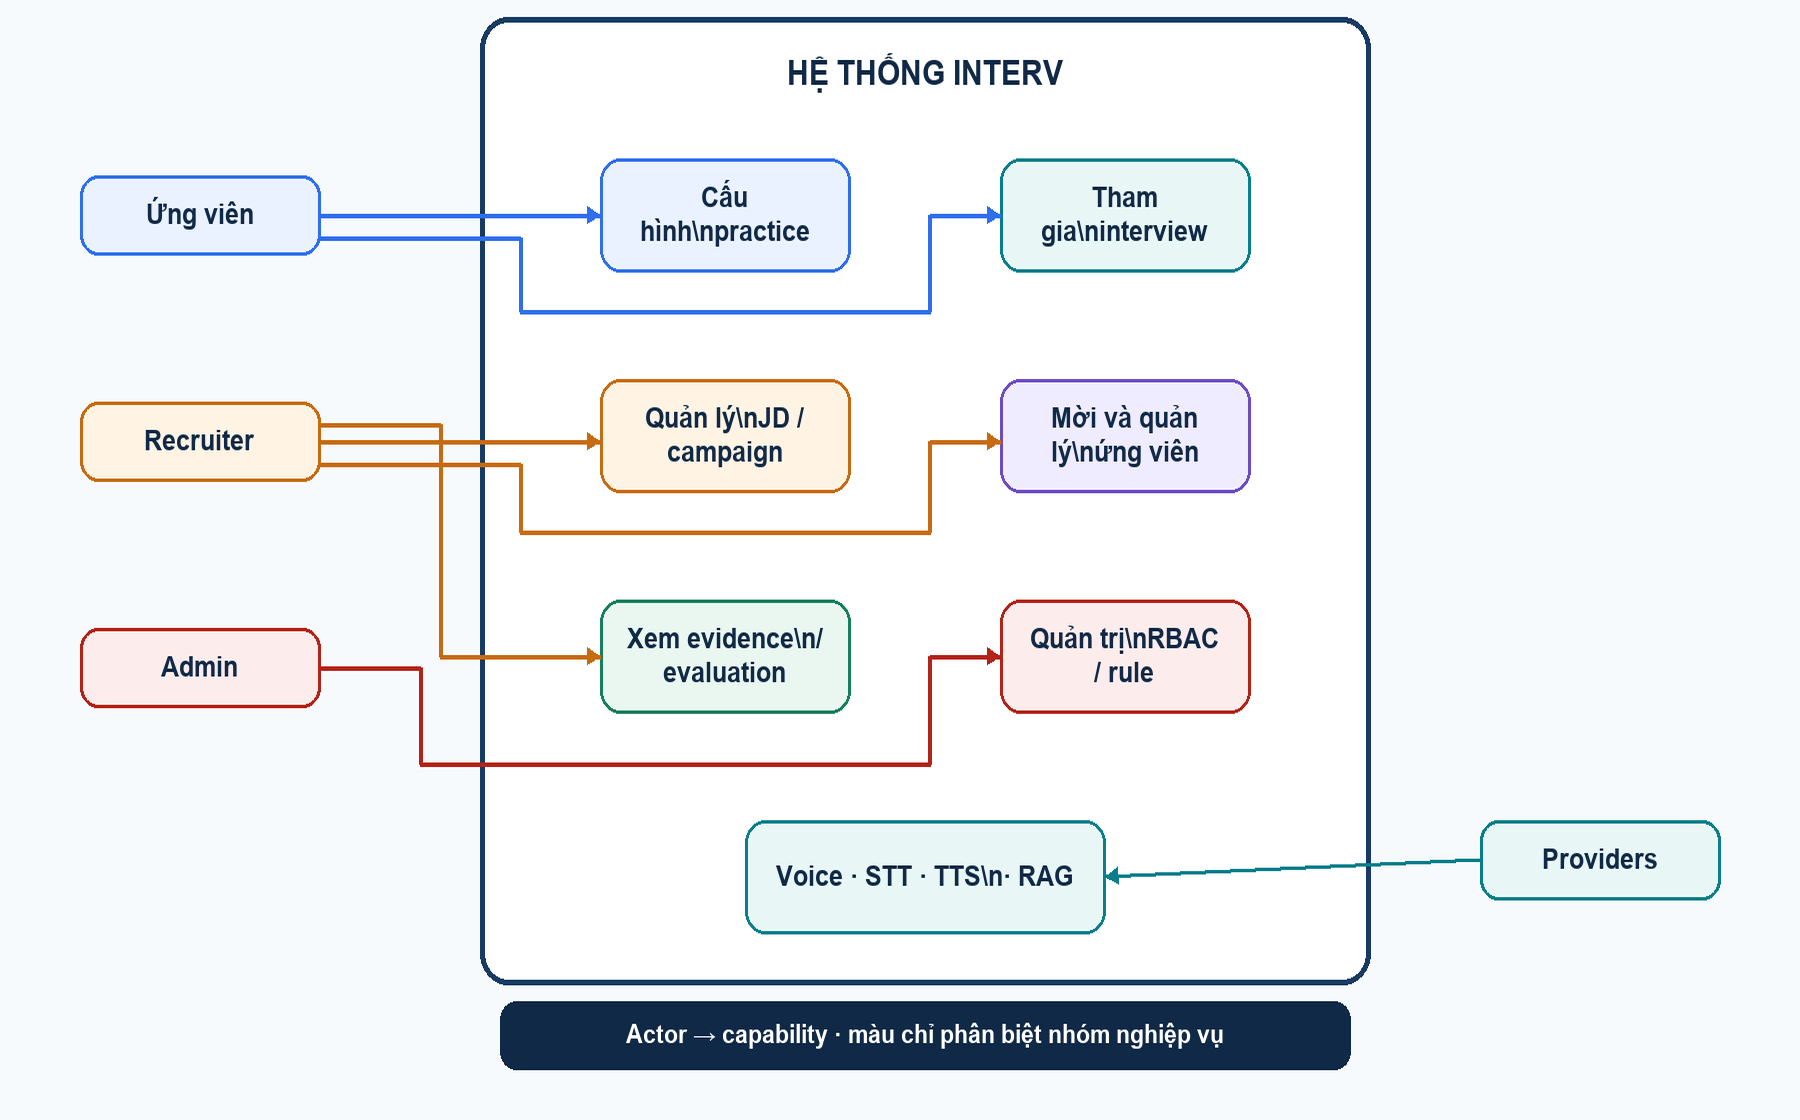 HỆ THỐNG INTERV
Ứng viên
Cấu
hình\npractice
Tham
gia\ninterview
Recruiter
Quản lý\nJD /
campaign
Mời và quản
lý\nứng viên
Admin
Xem evidence\n/
evaluation
Quản trị\nRBAC
/ rule
Voice · STT · TTS\n· RAG
Providers
Actor → capability · màu chỉ phân biệt nhóm nghiệp vụ